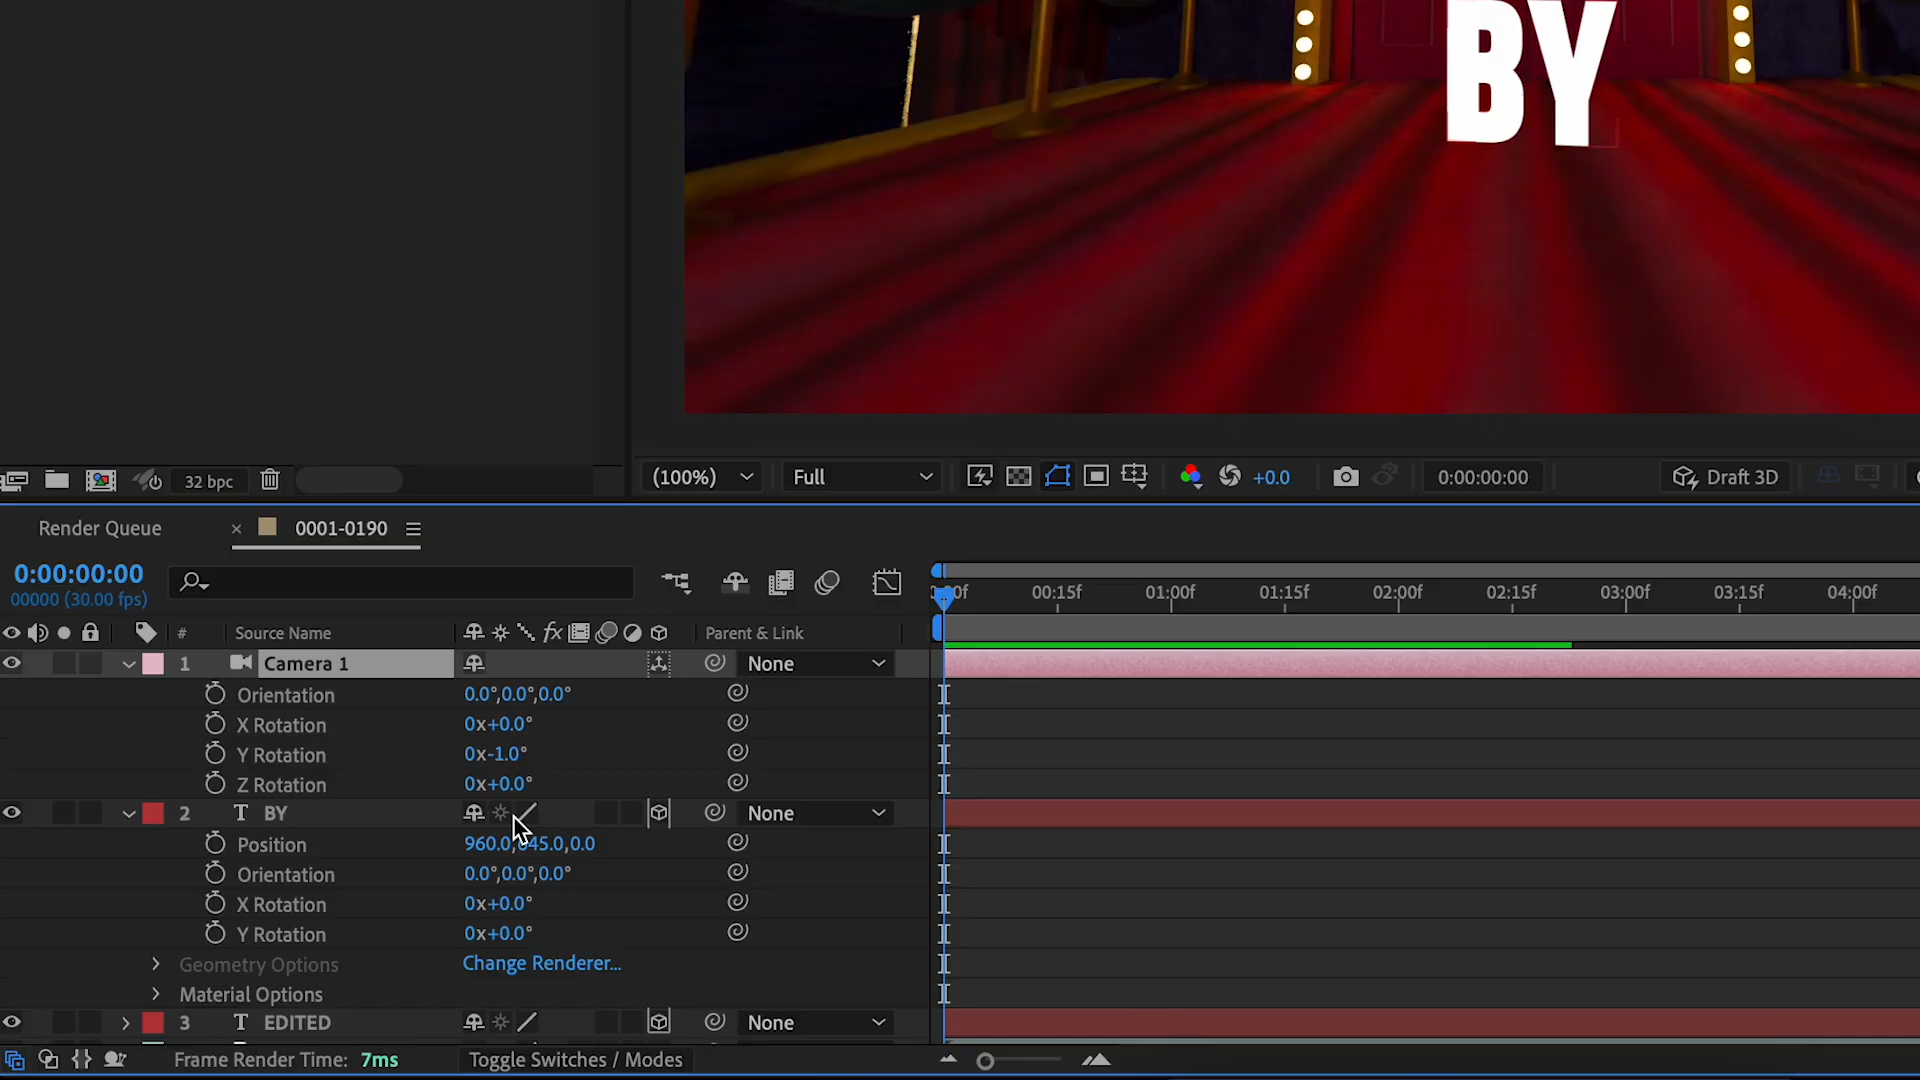 BY
(100%)
Full
+0.0
0:00:00:00
Draft 3D
32 bpc
Render Queue
× 0001-0190
0:00:00:00
00000 (30.00 fps)
00:15f 01:00f 01:15f 02:00f 02:15f 03:00f 03:15f 04:00f
# Source Name fx Parent & Link
1 Camera 1 None
Orientation 0.0°,0.0°,0.0°
X Rotation 0x+0.0°
Y Rotation 0x-1.0°
Z Rotation 0x+0.0°
2 T BY None
Position 960.0, 45.0,0.0
Orientation 0.0°,0.0°,0.0°
X Rotation 0x+0.0°
Y Rotation 0x+0.0°
Geometry Options Change Renderer...
Material Options
3 T EDITED None
Frame Render Time: 7ms Toggle Switches / Modes